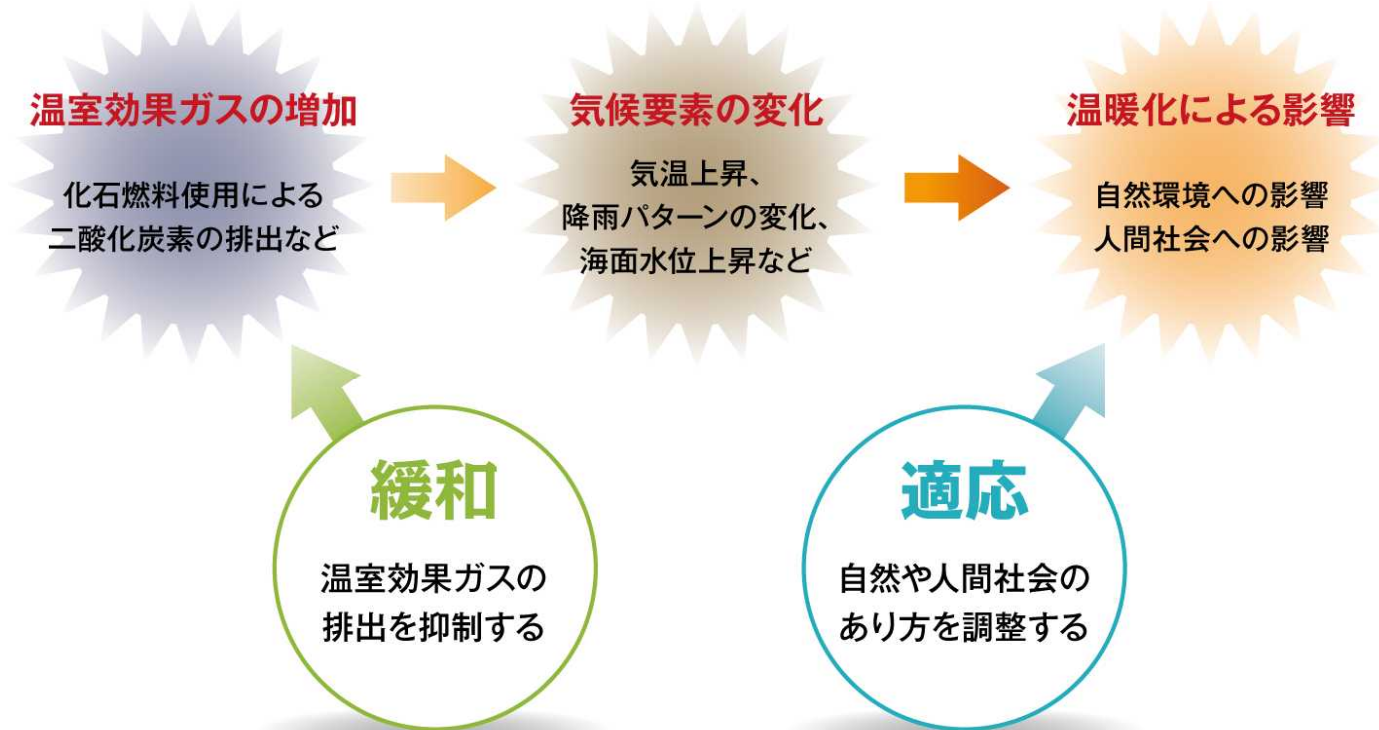 温室効果ガスの増加
化石燃料使用による
二酸化炭素の排出など
気候要素の変化
気温上昇、
降雨パターンの変化、
海面水位上昇など
温暖化による影響
自然環境への影響
人間社会への影響
緩和
温室効果ガスの
排出を抑制する
適応
自然や人間社会の
あり方を調整する